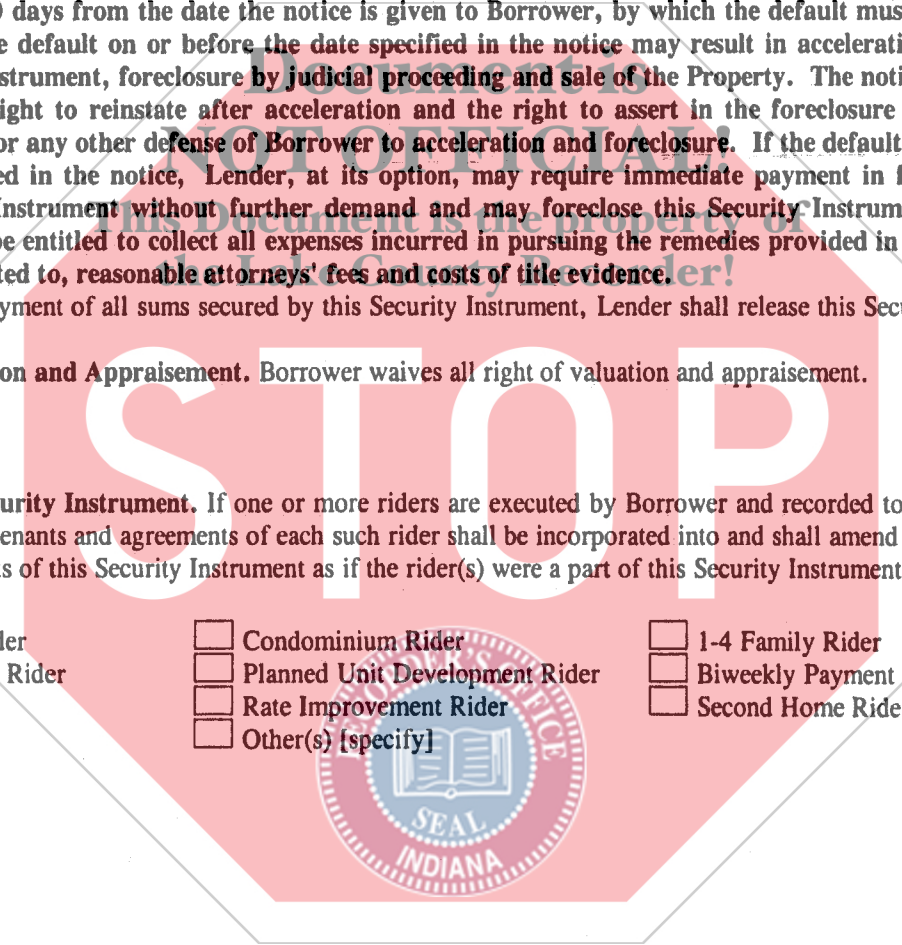 days from the date the notice is given to Borrower, by which the default mus
e default on or before the date specified in the notice may result in accelerati
Document is
strument, foreclosure by judicial proceeding and sale of the Property. The noti
ight to reinstate after acceleration and the right to assert in the foreclosure
NOT OFFICIAL!
or any other defense of Borrower to acceleration and foreclosure. If the default
ed in the notice, Lender, at its option, may require immediate payment in f
This Document is the property of
Instrument without further demand and may foreclose this Security Instrum
be entitled to collect all expenses incurred in pursuing the remedies provided in
the Lake County Recorder!
ted to, reasonable attorneys' fees and costs of title evidence.
yment of all sums secured by this Security Instrument, Lender shall release this Secu
on and Appraisement. Borrower waives all right of valuation and appraisement.
STOP
urity Instrument. If one or more riders are executed by Borrower and recorded to
enants and agreements of each such rider shall be incorporated into and shall amend
s of this Security Instrument as if the rider(s) were a part of this Security Instrument
der Condominium Rider 1-4 Family Rider
Rider Planned Unit Development Rider Biweekly Payment
Rate Improvement Rider Second Home Ride
Other(s) [specify]
RECORDER'S OFFICE
SEAL
INDIANA